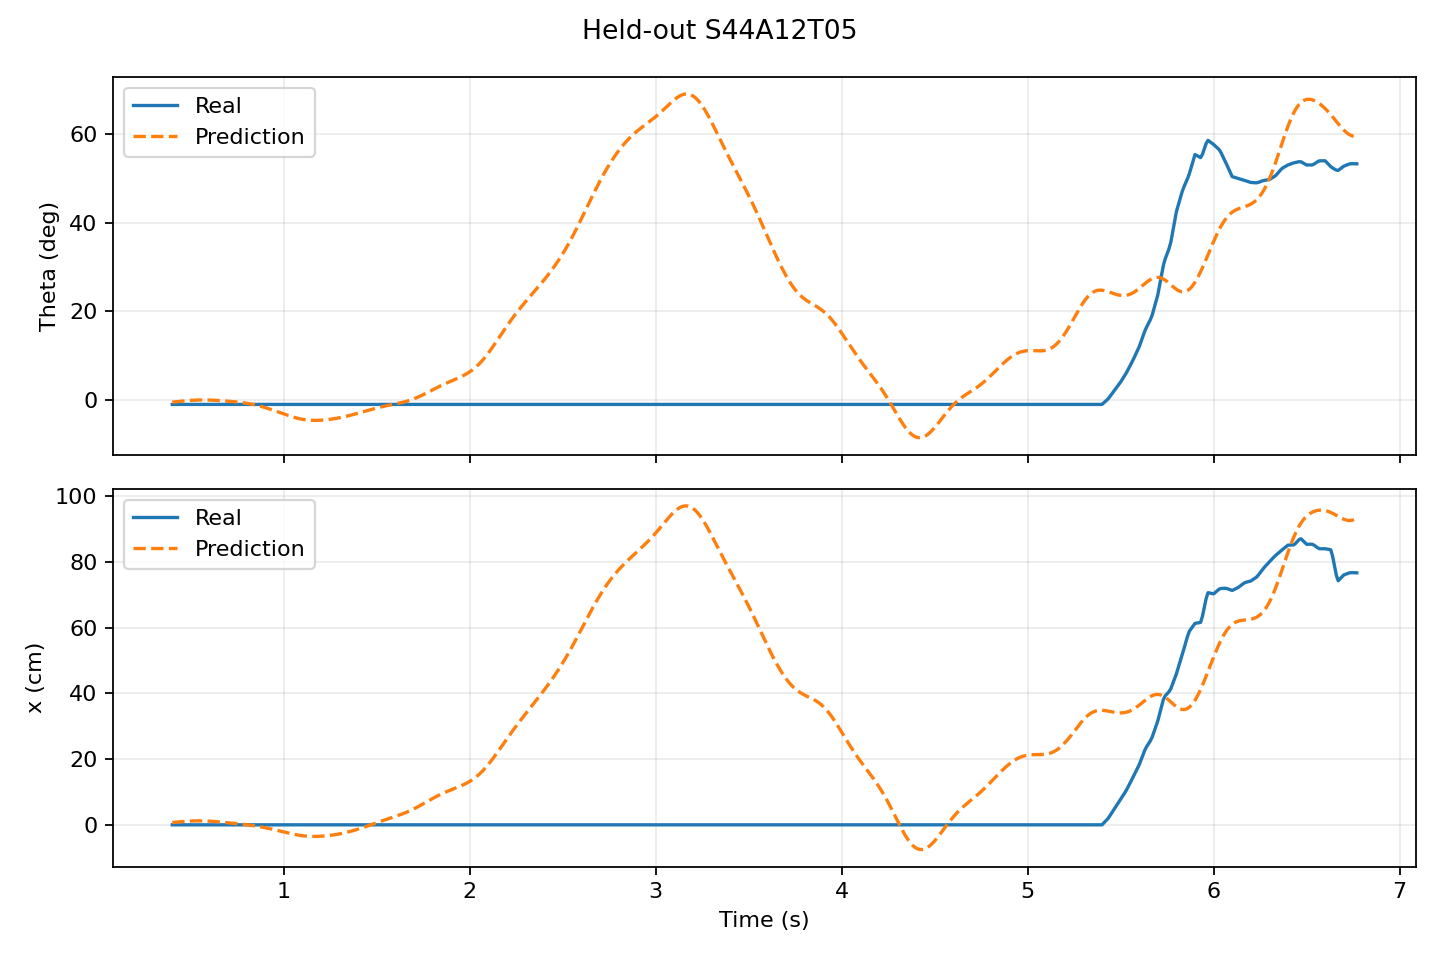 Held-out S44A12T05
Real
Prediction
Theta (deg)
60
40
20
0
Real
Prediction
x (cm)
100
80
60
40
20
0
1 2 3 4 5 6 7
Time (s)